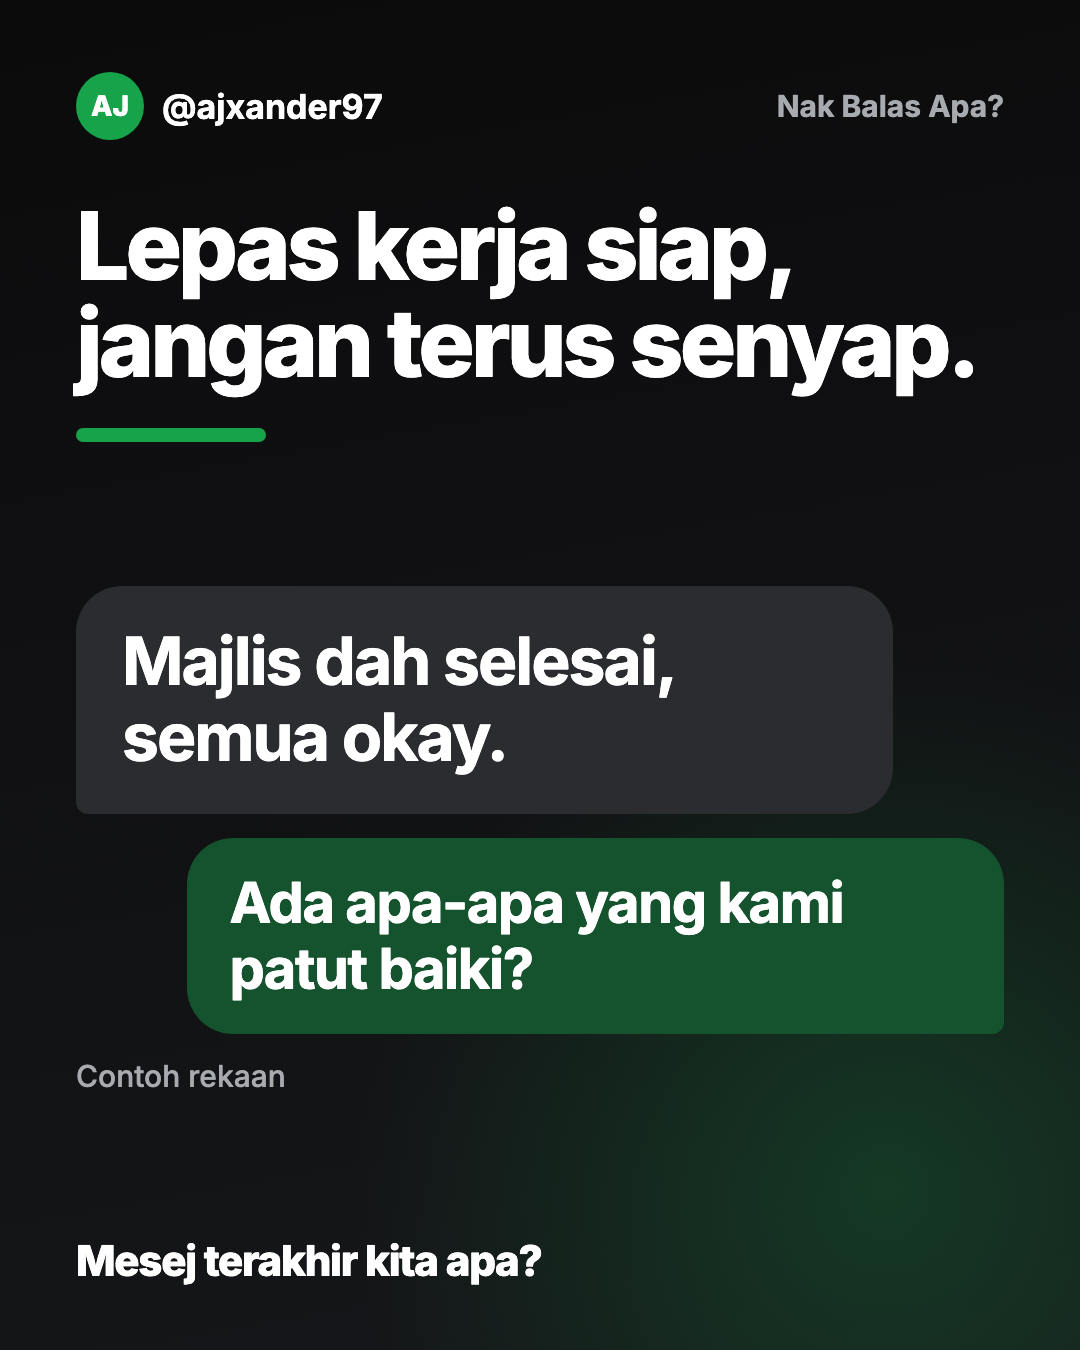 AJ @ajxander97
Nak Balas Apa?
Lepas kerja siap,
jangan terus senyap.
Majlis dah selesai,
semua okay.
Ada apa-apa yang kami
patut baiki?
Contoh rekaan
Mesej terakhir kita apa?